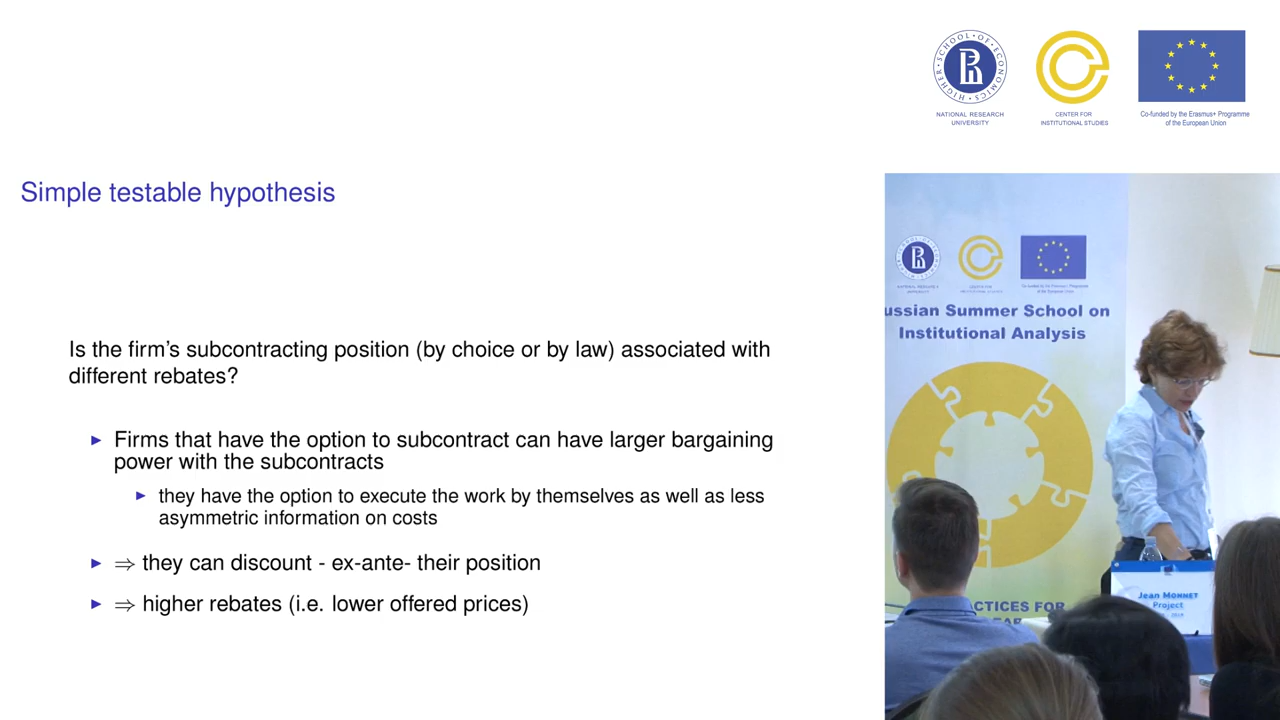 HIGHER · SCHOOL · OF · ECONOMICS ·
NATIONAL RESEARCH
UNIVERSITY
CENTER FOR
INSTITUTIONAL STUDIES
Co-funded by the Erasmus+ Programme
of the European Union
Simple testable hypothesis
Is the firm's subcontracting position (by choice or by law) associated with
different rebates?
Firms that have the option to subcontract can have larger bargaining
power with the subcontracts
they have the option to execute the work by themselves as well as less
asymmetric information on costs
⇒ they can discount - ex-ante- their position
⇒ higher rebates (i.e. lower offered prices)
ussian Summer School on
Institutional Analysis
CTICES FOR
Jean MONNET
Project